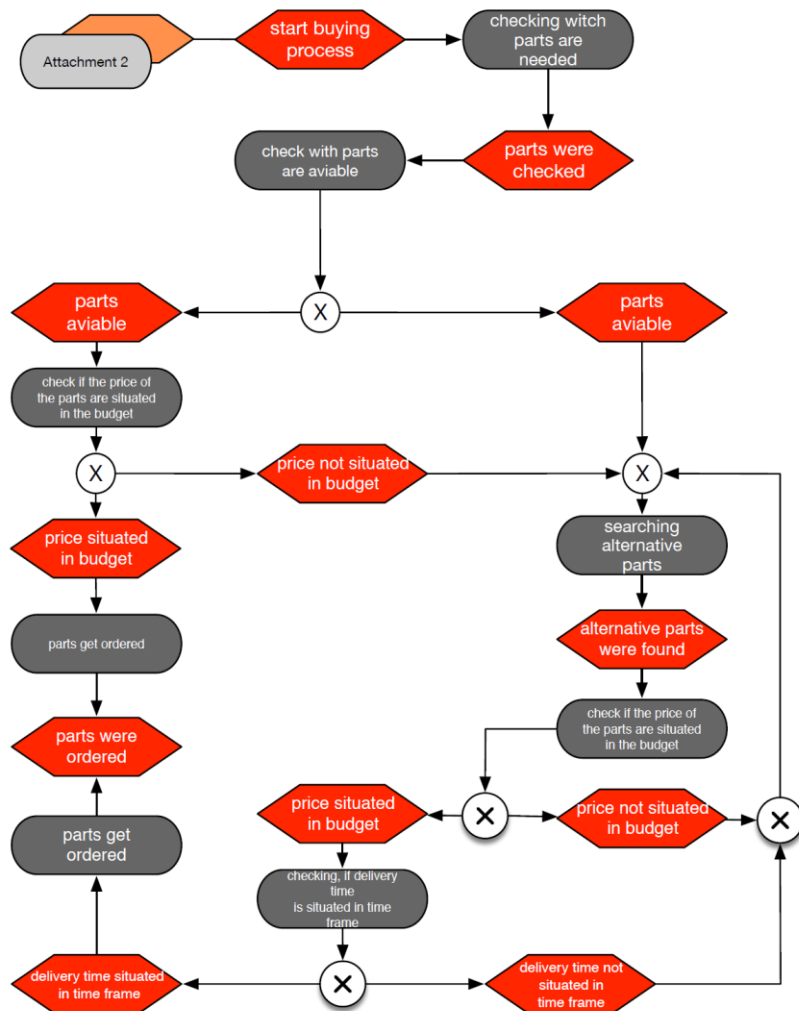 Attachment 2
start buying
process
checking witch
parts are
needed
check with parts
are aviable
parts were
checked
parts
aviable
X
parts
aviable
check if the price of
the parts are situated
in the budget
X
price not situated
in budget
X
price situated
in budget
searching
alternative
parts
parts get ordered
alternative parts
were found
parts were
ordered
check if the price of
the parts are situated
in the budget
price situated
in budget
X
price not situated
in budget
X
parts get
ordered
checking, if delivery
time
is situated in time
frame
delivery time situated
in time frame
X
delivery time not
situated in
time frame